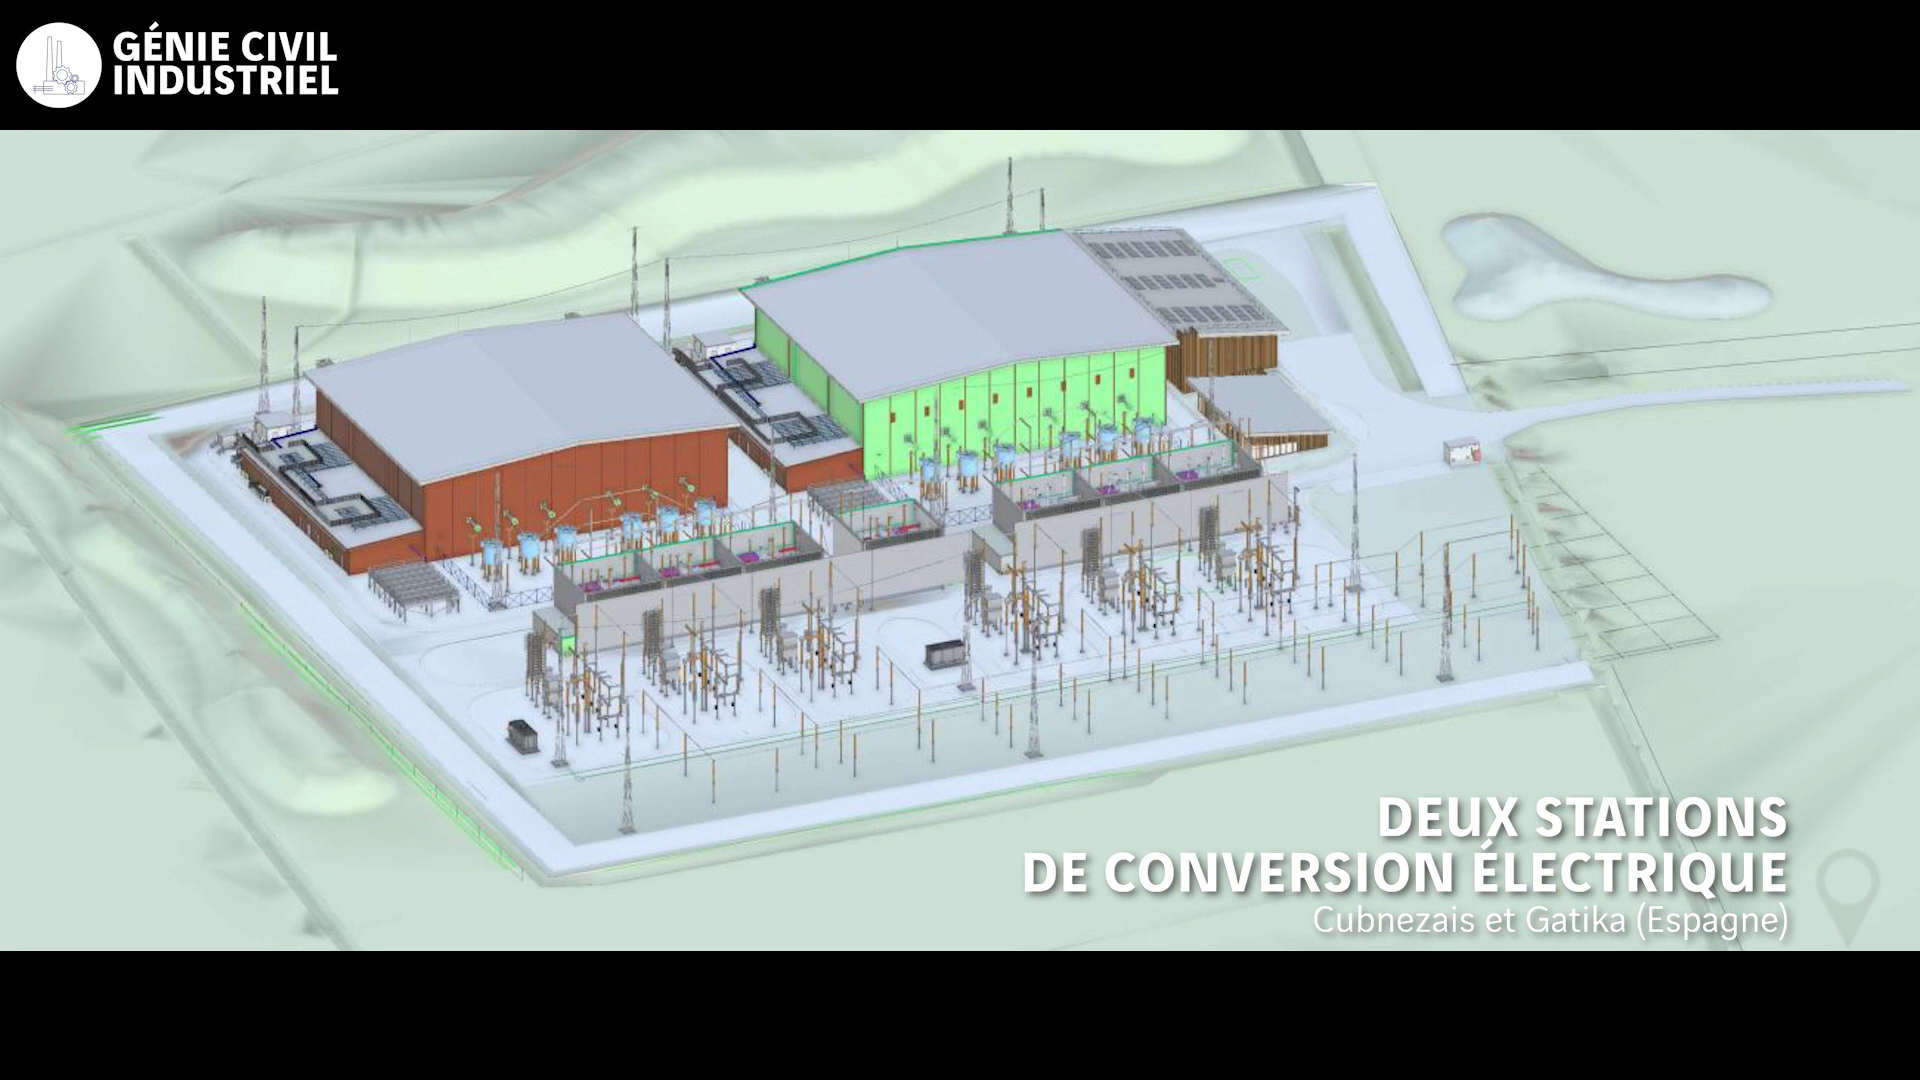 GÉNIE CIVIL
INDUSTRIEL
DEUX STATIONS
DE CONVERSION ÉLECTRIQUE
Cubnezais et Gatika (Espagne)